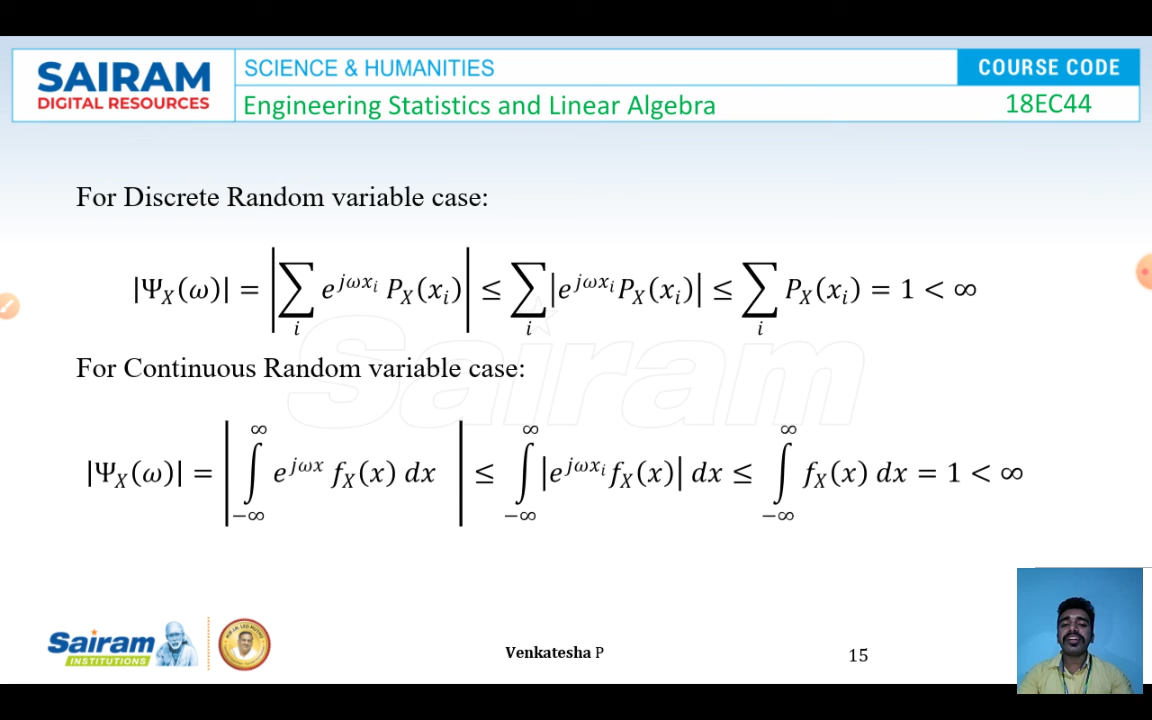 SAIRAM
DIGITAL RESOURCES
SCIENCE & HUMANITIES
COURSE CODE
Engineering Statistics and Linear Algebra
18EC44
For Discrete Random variable case:
|Ψ_X(ω)| = |∑_i e^{jωx_i} P_X(x_i)| ≤ ∑_i |e^{jωx_i} P_X(x_i)| ≤ ∑_i P_X(x_i) = 1 < ∞
For Continuous Random variable case:
|Ψ_X(ω)| = |∫_{−∞}^{∞} e^{jωx} f_X(x) dx| ≤ ∫_{−∞}^{∞} |e^{jωx_i} f_X(x)| dx ≤ ∫_{−∞}^{∞} f_X(x) dx = 1 < ∞
Sairam
Sairam
INSTITUTIONS
Venkatesha P
15